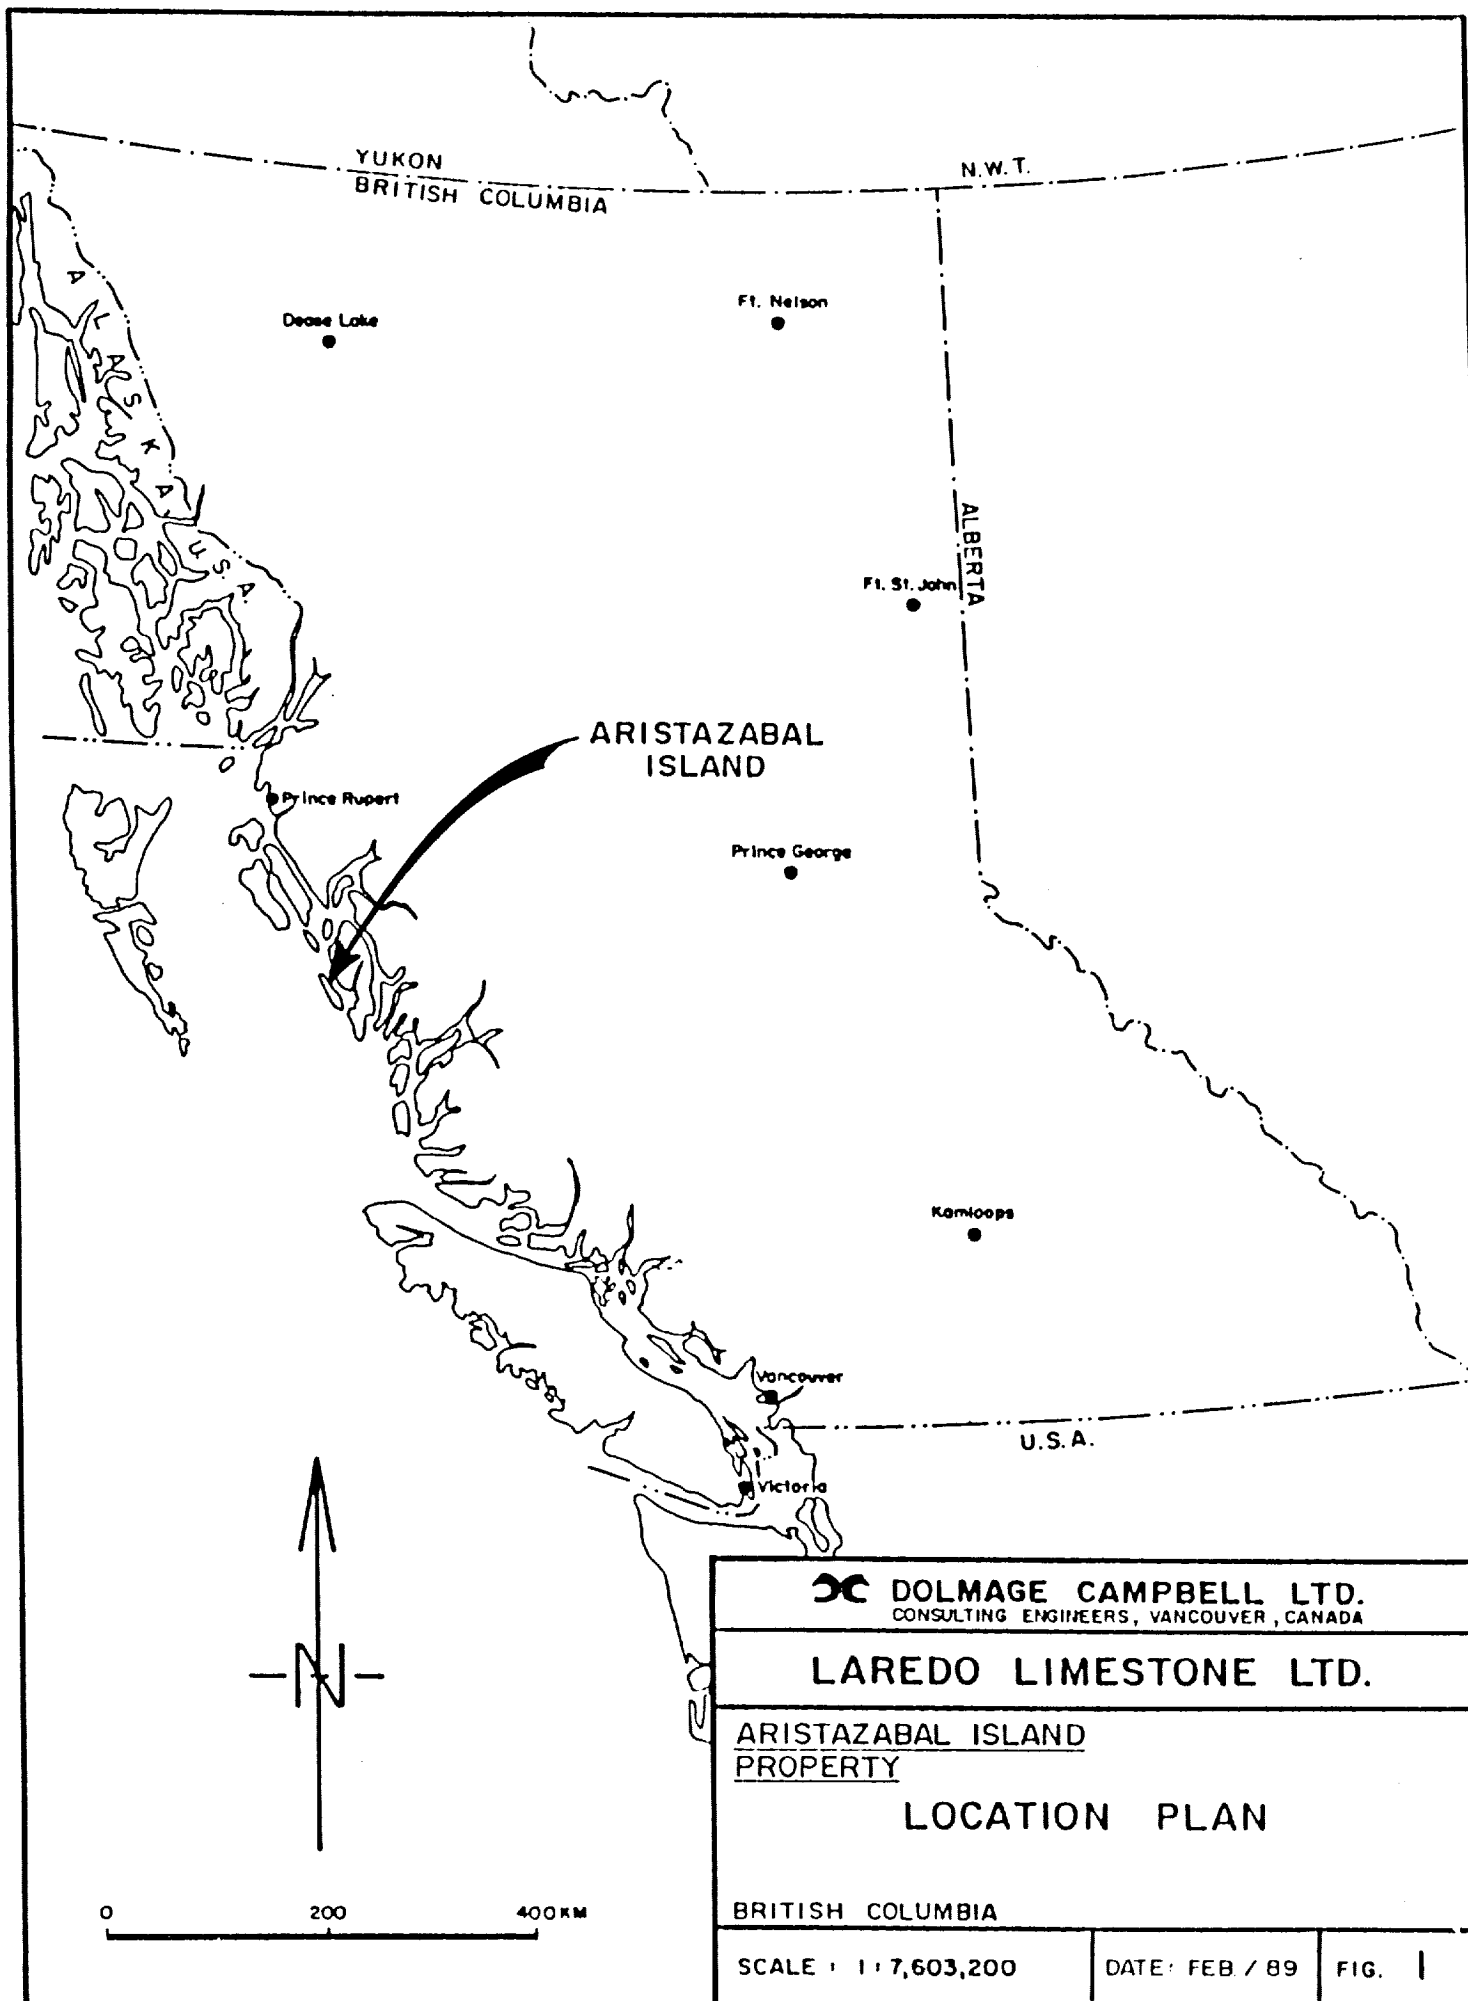 YUKON
BRITISH COLUMBIA
N.W.T.
ALASKA, U.S.A.
Dease Lake
Ft. Nelson
ALBERTA
Ft. St. John
ARISTAZABAL
ISLAND
Prince Rupert
Prince George
Kamloops
Vancouver
U.S.A.
Victoria
N
0 200 400 KM
DOLMAGE CAMPBELL LTD.
CONSULTING ENGINEERS, VANCOUVER, CANADA
LAREDO LIMESTONE LTD.
ARISTAZABAL ISLAND
PROPERTY
LOCATION PLAN
BRITISH COLUMBIA
SCALE : 1:7,603,200
DATE: FEB./89
FIG. 1